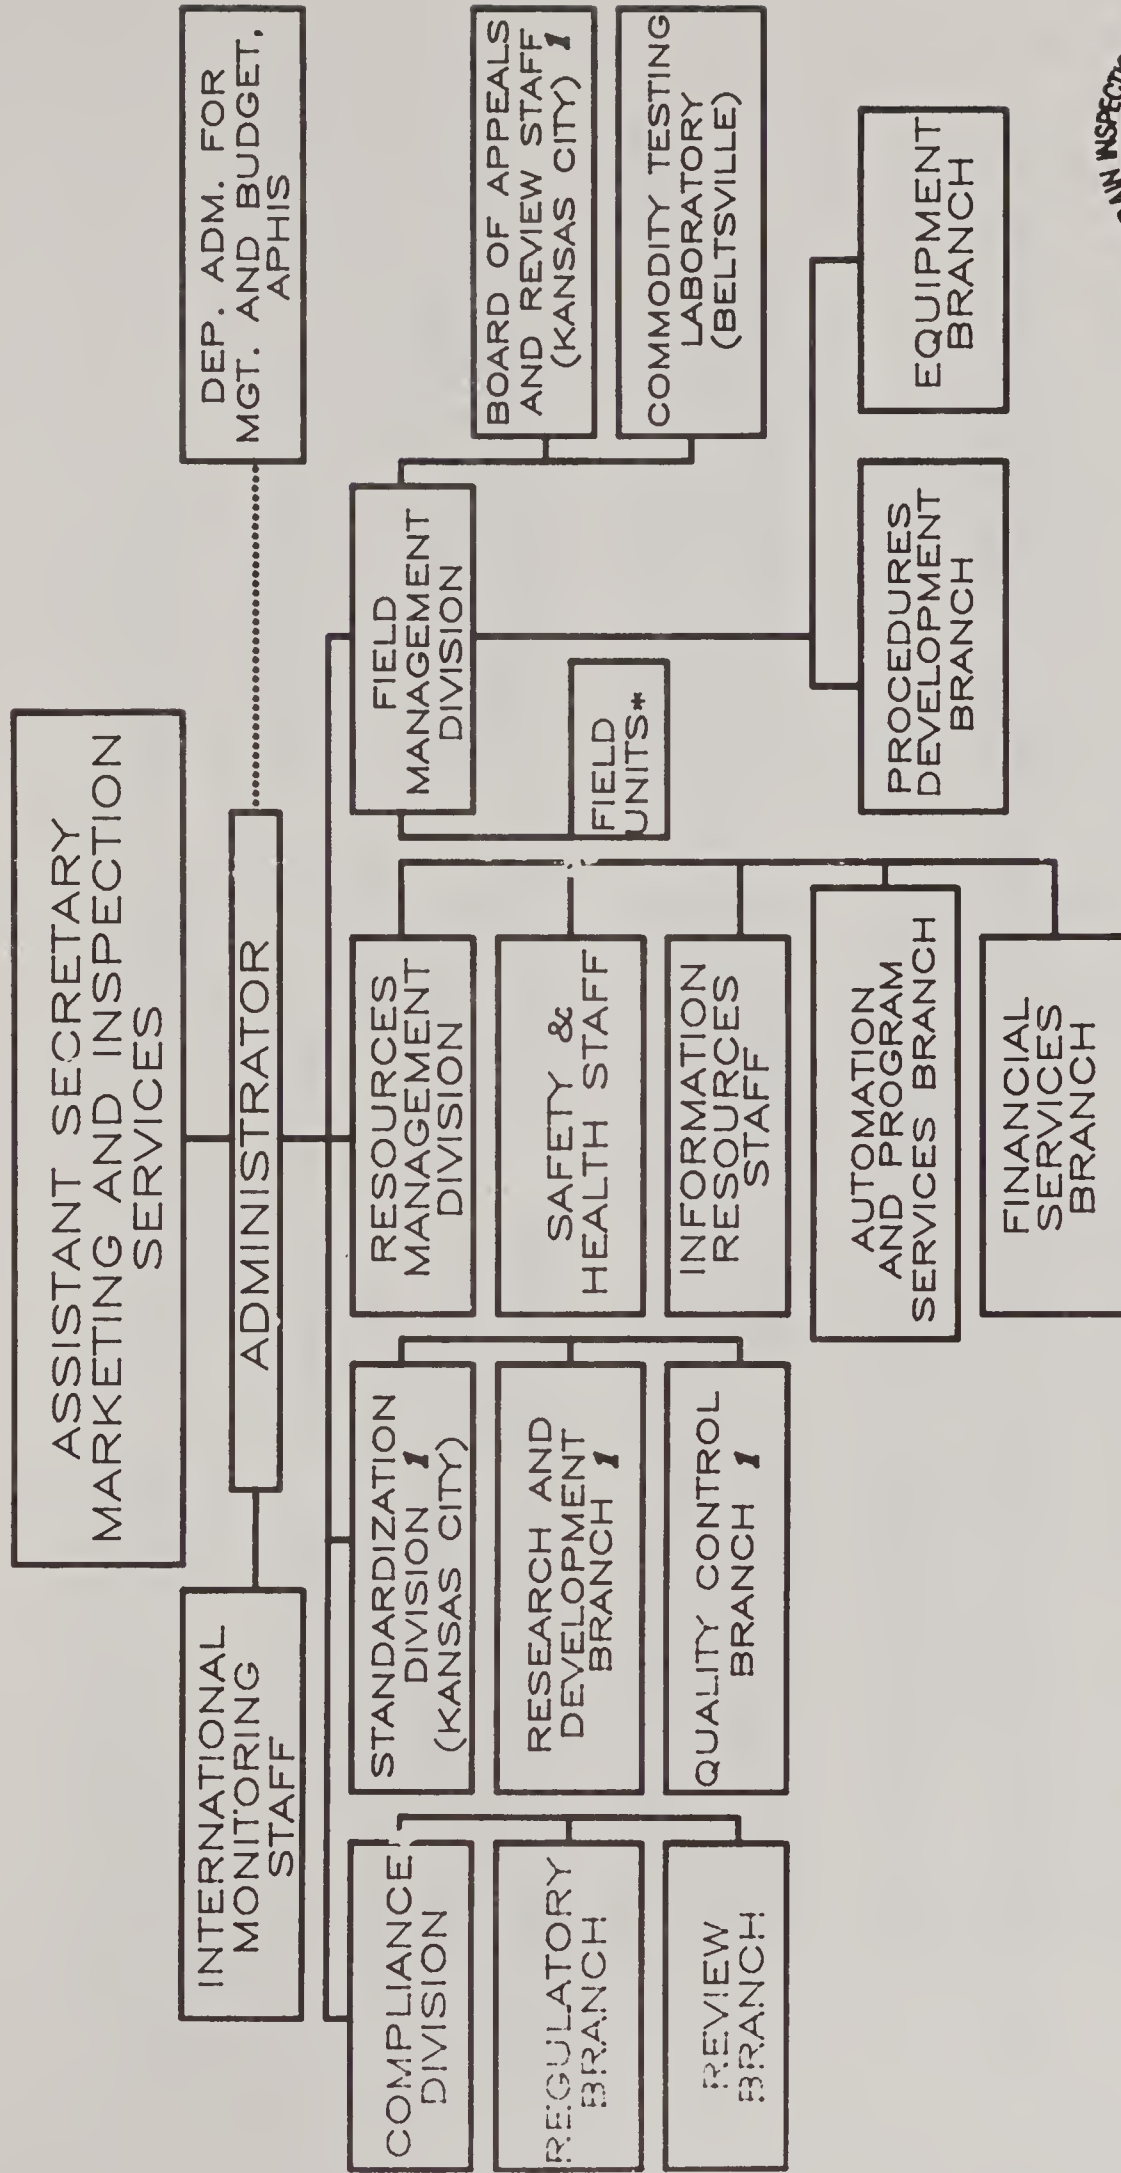 ASSISTANT SECRETARY
MARKETING AND INSPECTION
SERVICES
ADMINISTRATOR
INTERNATIONAL
MONITORING
STAFF
DEP. ADM. FOR
MGT. AND BUDGET,
APHIS
COMPLIANCE
DIVISION
REGULATORY
BRANCH
REVIEW
BRANCH
STANDARDIZATION
DIVISION 1
(KANSAS CITY)
RESEARCH AND
DEVELOPMENT
BRANCH 1
QUALITY CONTROL
BRANCH 1
RESOURCES
MANAGEMENT
DIVISION
SAFETY &
HEALTH STAFF
INFORMATION
RESOURCES
STAFF
AUTOMATION
AND PROGRAM
SERVICES BRANCH
FINANCIAL
SERVICES
BRANCH
FIELD
MANAGEMENT
DIVISION
FIELD
UNITS*
BOARD OF APPEALS
AND REVIEW STAFF
(KANSAS CITY) 1
COMMODITY TESTING
LABORATORY
(BELTSVILLE)
PROCEDURES
DEVELOPMENT
BRANCH
EQUIPMENT
BRANCH